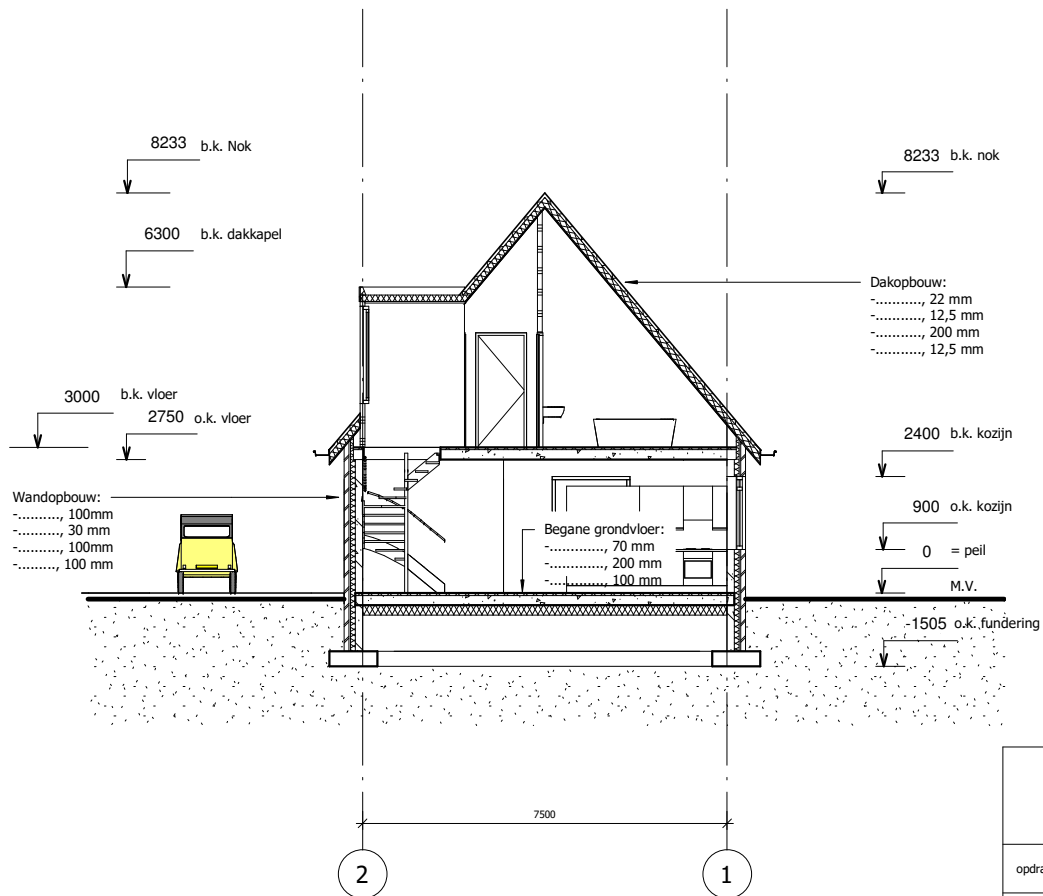 8233 b.k. Nok
8233 b.k. nok
6300 b.k. dakkapel
Dakopbouw:
-..........., 22 mm
-..........., 12,5 mm
-..........., 200 mm
-..........., 12,5 mm
3000 b.k. vloer
2750 o.k. vloer
2400 b.k. kozijn
Wandopbouw:
-.........., 100mm
-.........., 30 mm
-.........., 100mm
-.........., 100 mm
900 o.k. kozijn
Begane grondvloer:
-............., 70 mm
-............., 200 mm
-............., 100 mm
0 = peil
M.V.
-1505 o.k. fundering
7500
2
1